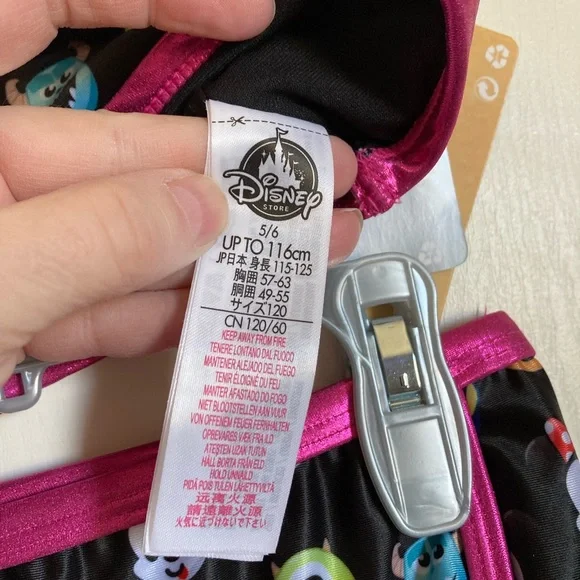 Disney
STORE
5/6
UP TO 116cm
JP日本 身長 115-125
胸囲 57-63
胴囲 49-55
サイズ120
CN 120/60
KEEP AWAY FROM FIRE
TENERE LONTANO DAL FUOCO
MANTENER ALEJADO DEL FUEGO
TENIR ÉLOIGNÉ DU FEU
MANTER AFASTADO DO FOGO
NIET BLOOTSTELLEN AAN VUUR
VON OFFENEM FEUER FERNHALTEN
OPBEVARES VÆK FRA ILD
ATEŞTEN UZAK TUTUN
HÅLL BORTA FRÅN ELD
HOLD UNNAILD
PIDÄ POIS TULEN LÄHETTYVILTÄ
远离火源
請遠離火源
火気に近づけないで下さい